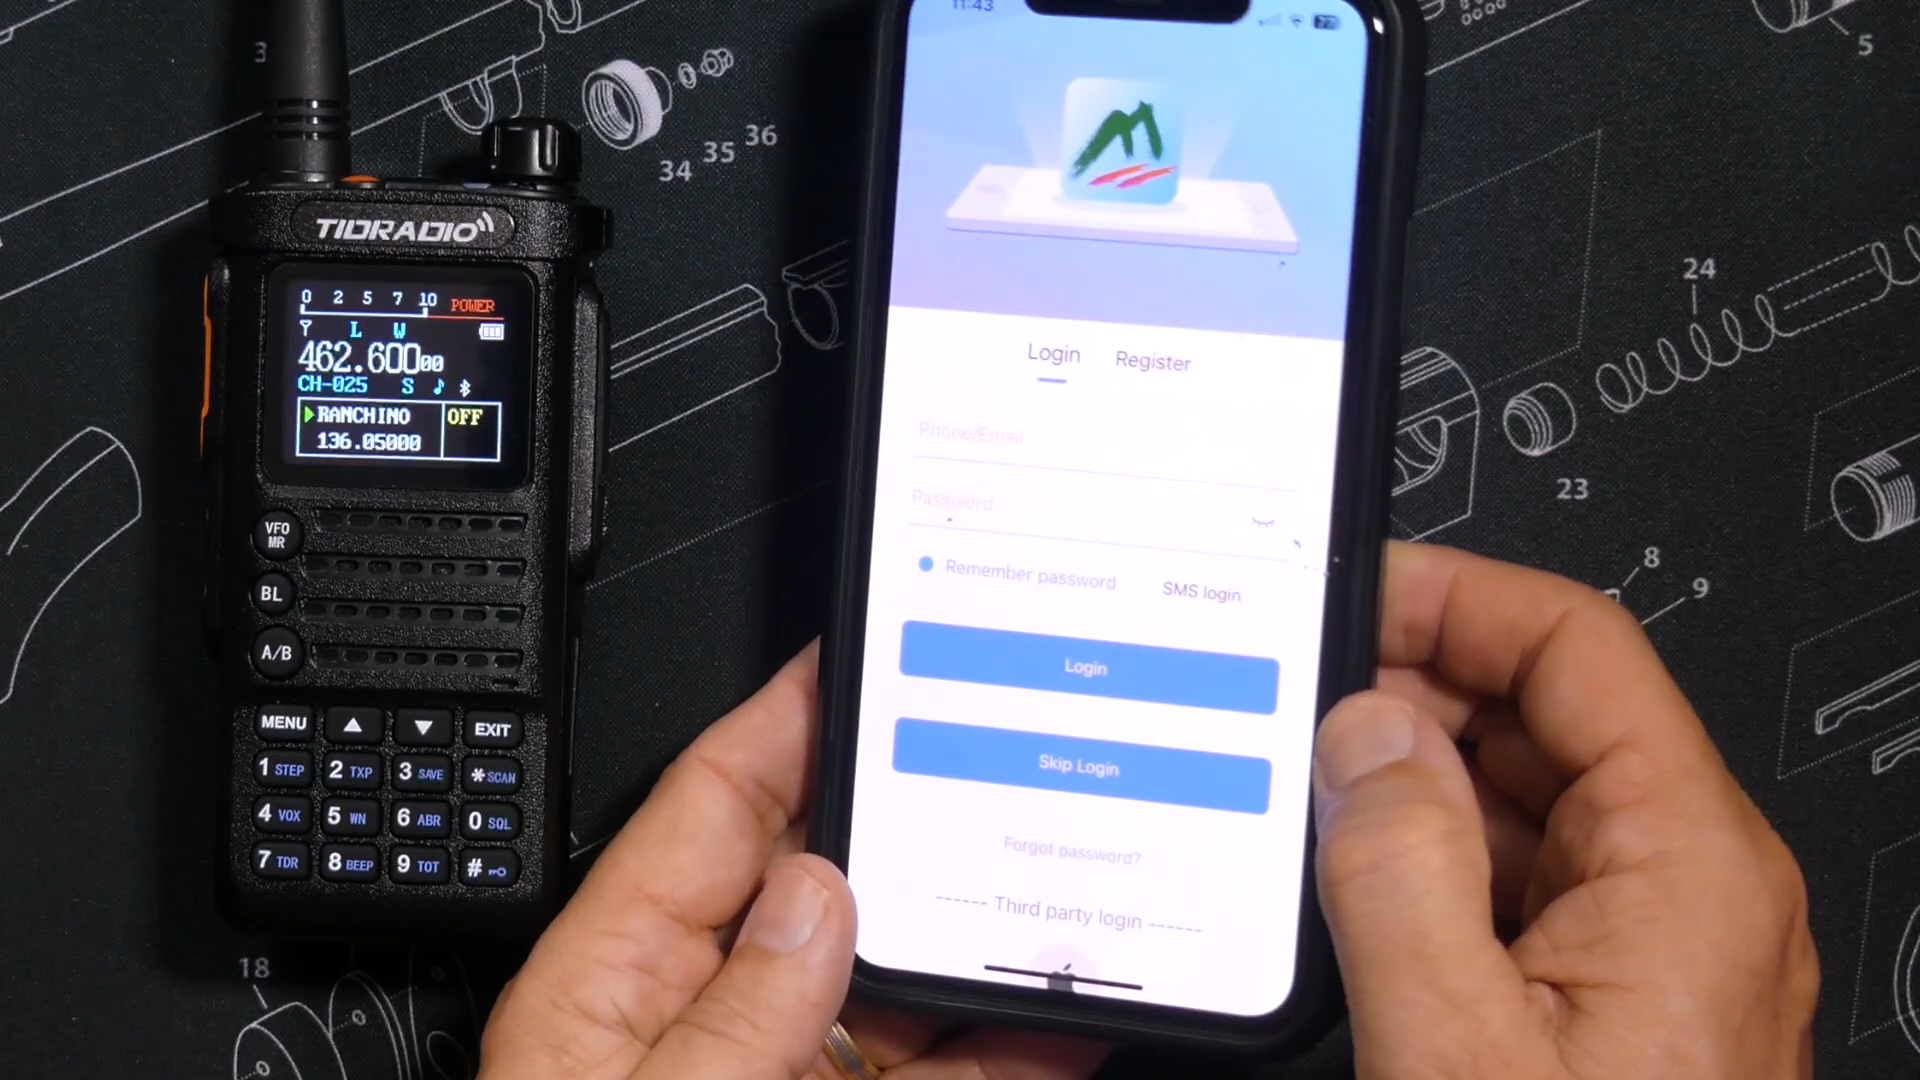 TIDRADIO
0 2 5 7 10 POWER
L W
462.60000
CH-025 S
RANCHINO OFF
136.05000
VFO
MR
BL
A/B
MENU ▲ ▼ EXIT
1 STEP 2 TXP 3 SAVE * SCAN
4 VOX 5 WN 6 ABR 0 SQL
7 TDR 8 BEEP 9 TOT #
11:43
77
Login Register
Phone/Email
Password
Remember password SMS login
Login
Skip Login
Forgot password?
------ Third party login ------
34 35 36
5
24
23
8
9
18
3